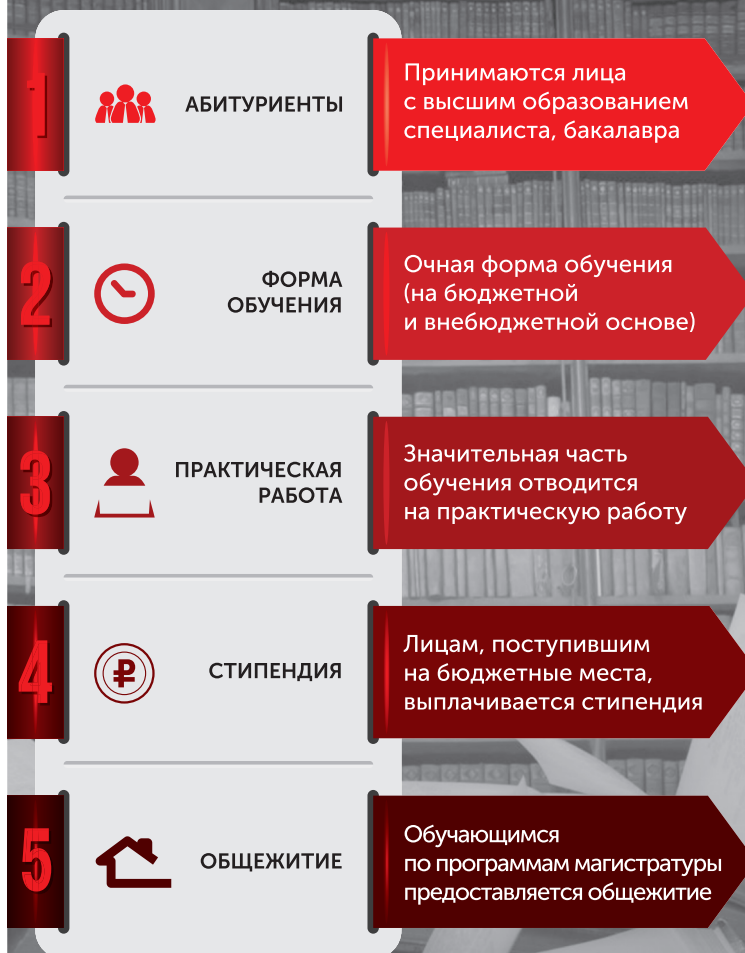 1
АБИТУРИЕНТЫ
Принимаются лица
с высшим образованием
специалиста, бакалавра
2
ФОРМА
ОБУЧЕНИЯ
Очная форма обучения
(на бюджетной
и внебюджетной основе)
3
ПРАКТИЧЕСКАЯ
РАБОТА
Значительная часть
обучения отводится
на практическую работу
4
СТИПЕНДИЯ
Лицам, поступившим
на бюджетные места,
выплачивается стипендия
5
ОБЩЕЖИТИЕ
Обучающимся
по программам магистратуры
предоставляется общежитие